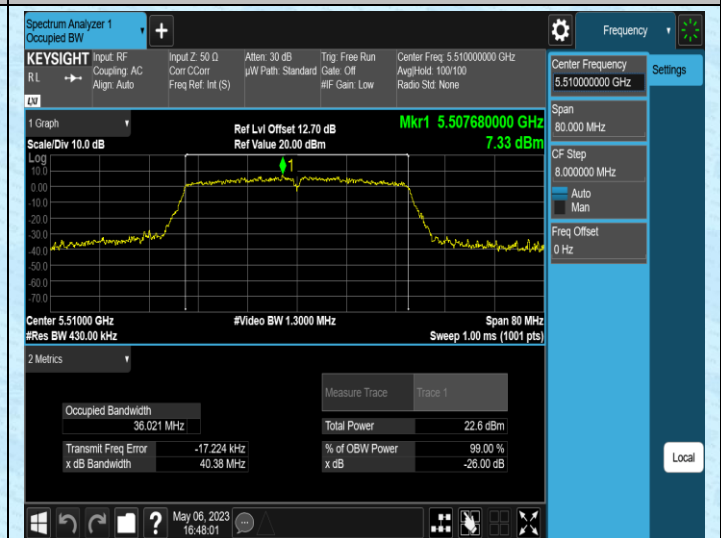 Spectrum Analyzer 1
Occupied BW
+
Frequency
KEYSIGHT
R L
LXI
Input: RF
Coupling: AC
Align: Auto
Input Z: 50 Ω
Corr CCorr
Freq Ref: Int (S)
Atten: 30 dB
µW Path: Standard
Trig: Free Run
Gate: Off
#IF Gain: Low
Center Freq: 5.510000000 GHz
Avg|Hold: 100/100
Radio Std: None
Center Frequency
5.510000000 GHz
Settings
Span
80.000 MHz
CF Step
8.000000 MHz
Auto
Man
Freq Offset
0 Hz
1 Graph
Scale/Div 10.0 dB
Ref Lvl Offset 12.70 dB
Ref Value 20.00 dBm
Mkr1 5.507680000 GHz
7.33 dBm
Log
10.0
0.00
-10.0
-20.0
-30.0
-40.0
-50.0
-60.0
-70.0
1
Center 5.51000 GHz
#Res BW 430.00 kHz
#Video BW 1.3000 MHz
Span 80 MHz
Sweep 1.00 ms (1001 pts)
2 Metrics
Measure Trace
Trace 1
Occupied Bandwidth
36.021 MHz
Total Power
22.6 dBm
Transmit Freq Error
-17.224 kHz
% of OBW Power
99.00 %
x dB Bandwidth
40.38 MHz
x dB
-26.00 dB
Local
?
May 06, 2023
16:48:01